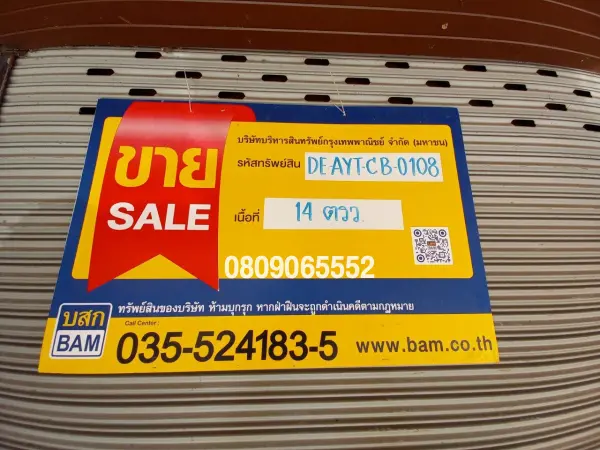 ขาย
SALE
บริษัทบริหารสินทรัพย์กรุงเทพพาณิชย์ จำกัด (มหาชน)
รหัสทรัพย์สิน DEAYT-CB-0108
เนื้อที่ 14 ตรว.
0809065552
ทรัพย์สินของบริษัท ห้ามบุกรุก หากฝ่าฝืนจะถูกดำเนินคดีตามกฎหมาย
บสก
BAM
Call Center :
035-524183-5 www.bam.co.th